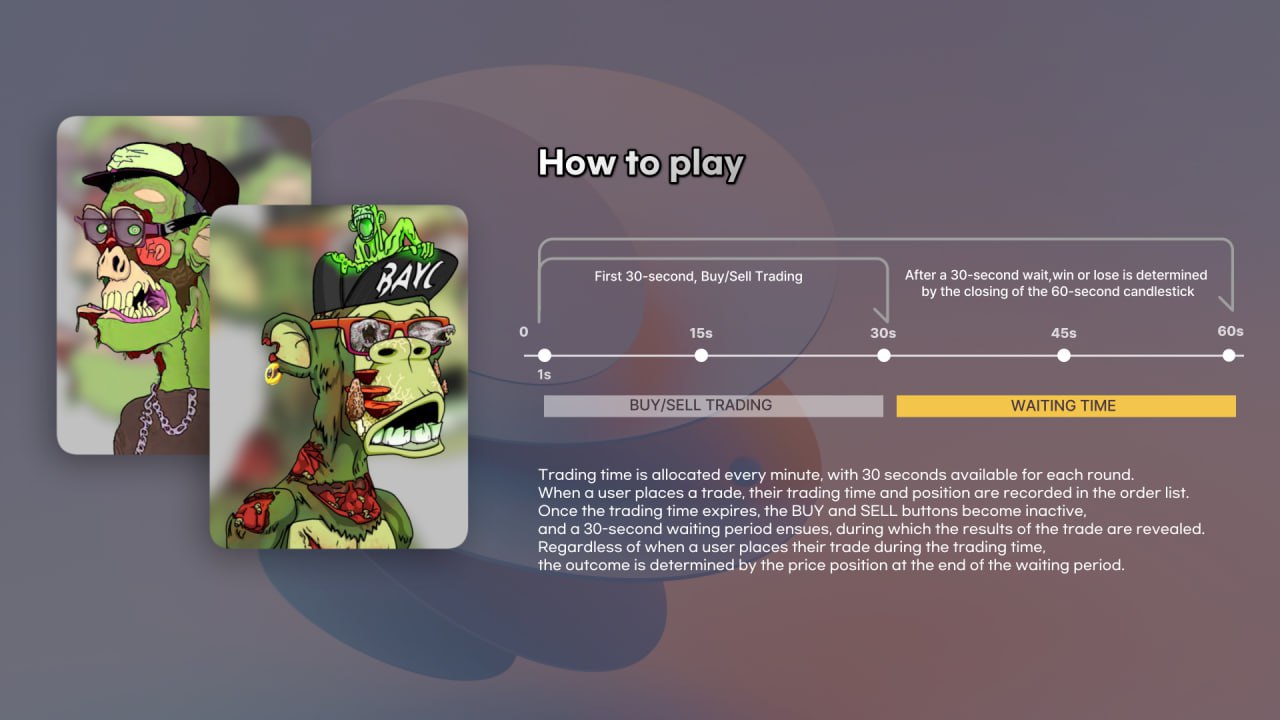 How to play
First 30-second, Buy/Sell Trading
After a 30-second wait,win or lose is determined
by the closing of the 60-second candlestick
0
15s
30s
45s
60s
1s
BUY/SELL TRADING
WAITING TIME
Trading time is allocated every minute, with 30 seconds available for each round.
When a user places a trade, their trading time and position are recorded in the order list.
Once the trading time expires, the BUY and SELL buttons become inactive,
and a 30-second waiting period ensues, during which the results of the trade are revealed.
Regardless of when a user places their trade during the trading time,
the outcome is determined by the price position at the end of the waiting period.
BAYC